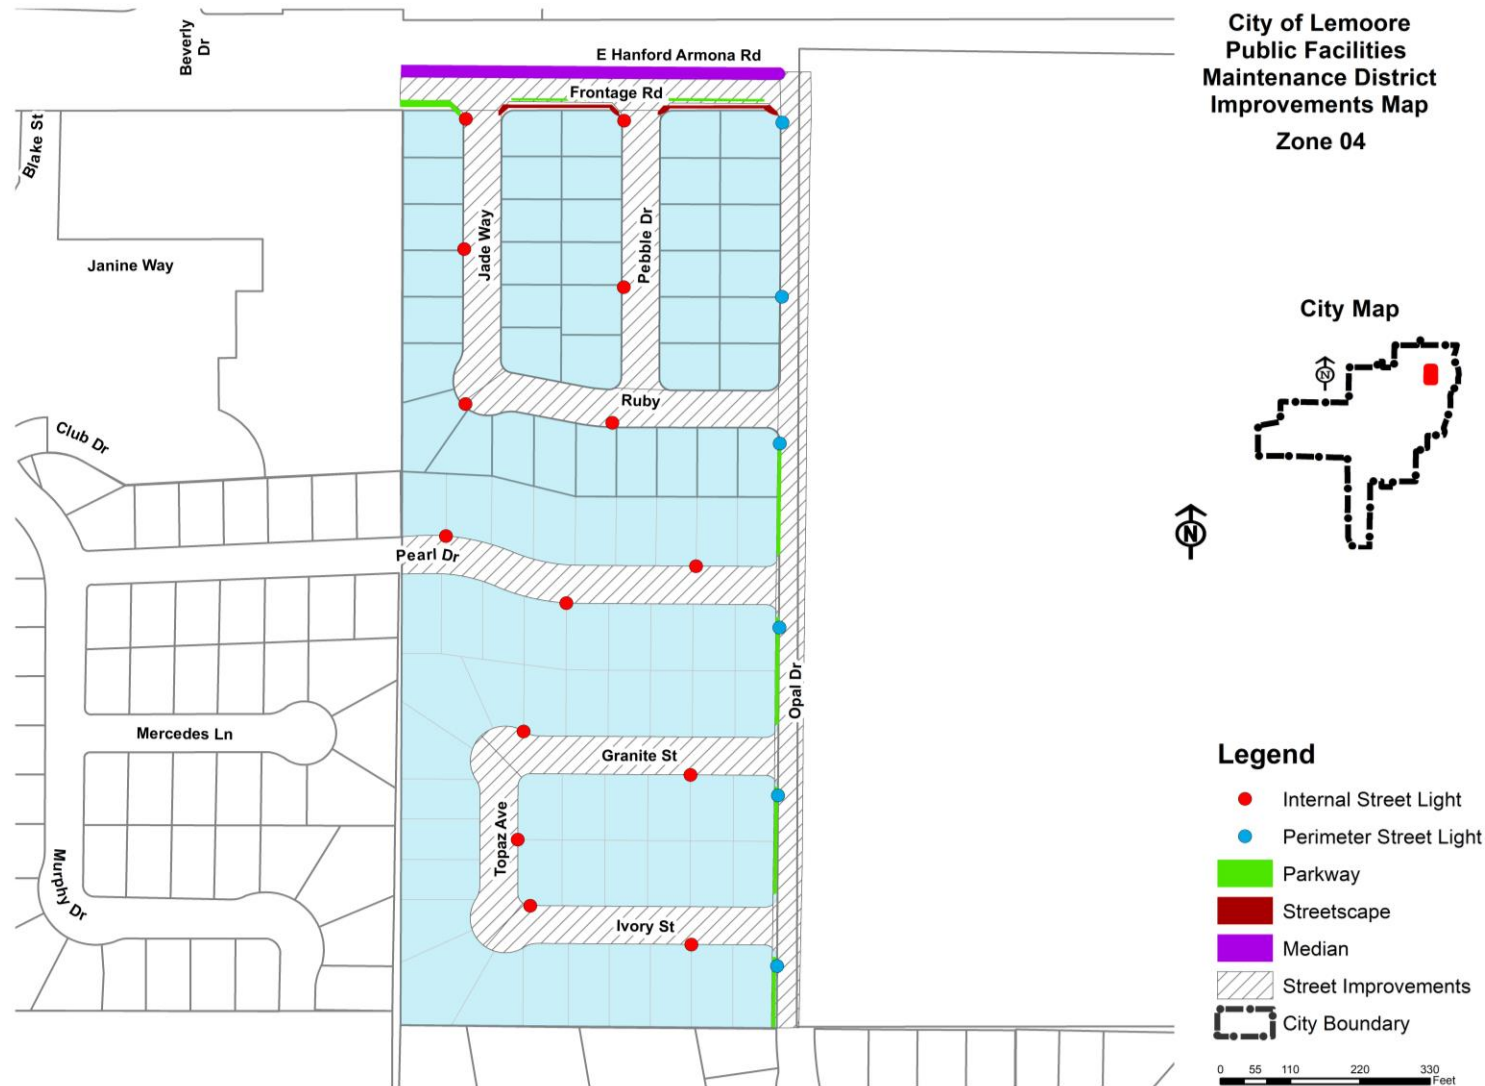 City of Lemoore
Public Facilities
Maintenance District
Improvements Map
Zone 04
Beverly
Dr
E Hanford Armona Rd
Frontage Rd
Blake St
Janine Way
Jade Way
Pebble Dr
City Map
N
Ruby
Club Dr
N
Pearl Dr
Opal Dr
Mercedes Ln
Granite St
Topaz Ave
Murphy Dr
Ivory St
Legend
Internal Street Light
Perimeter Street Light
Parkway
Streetscape
Median
Street Improvements
City Boundary
0 55 110 220 330
Feet